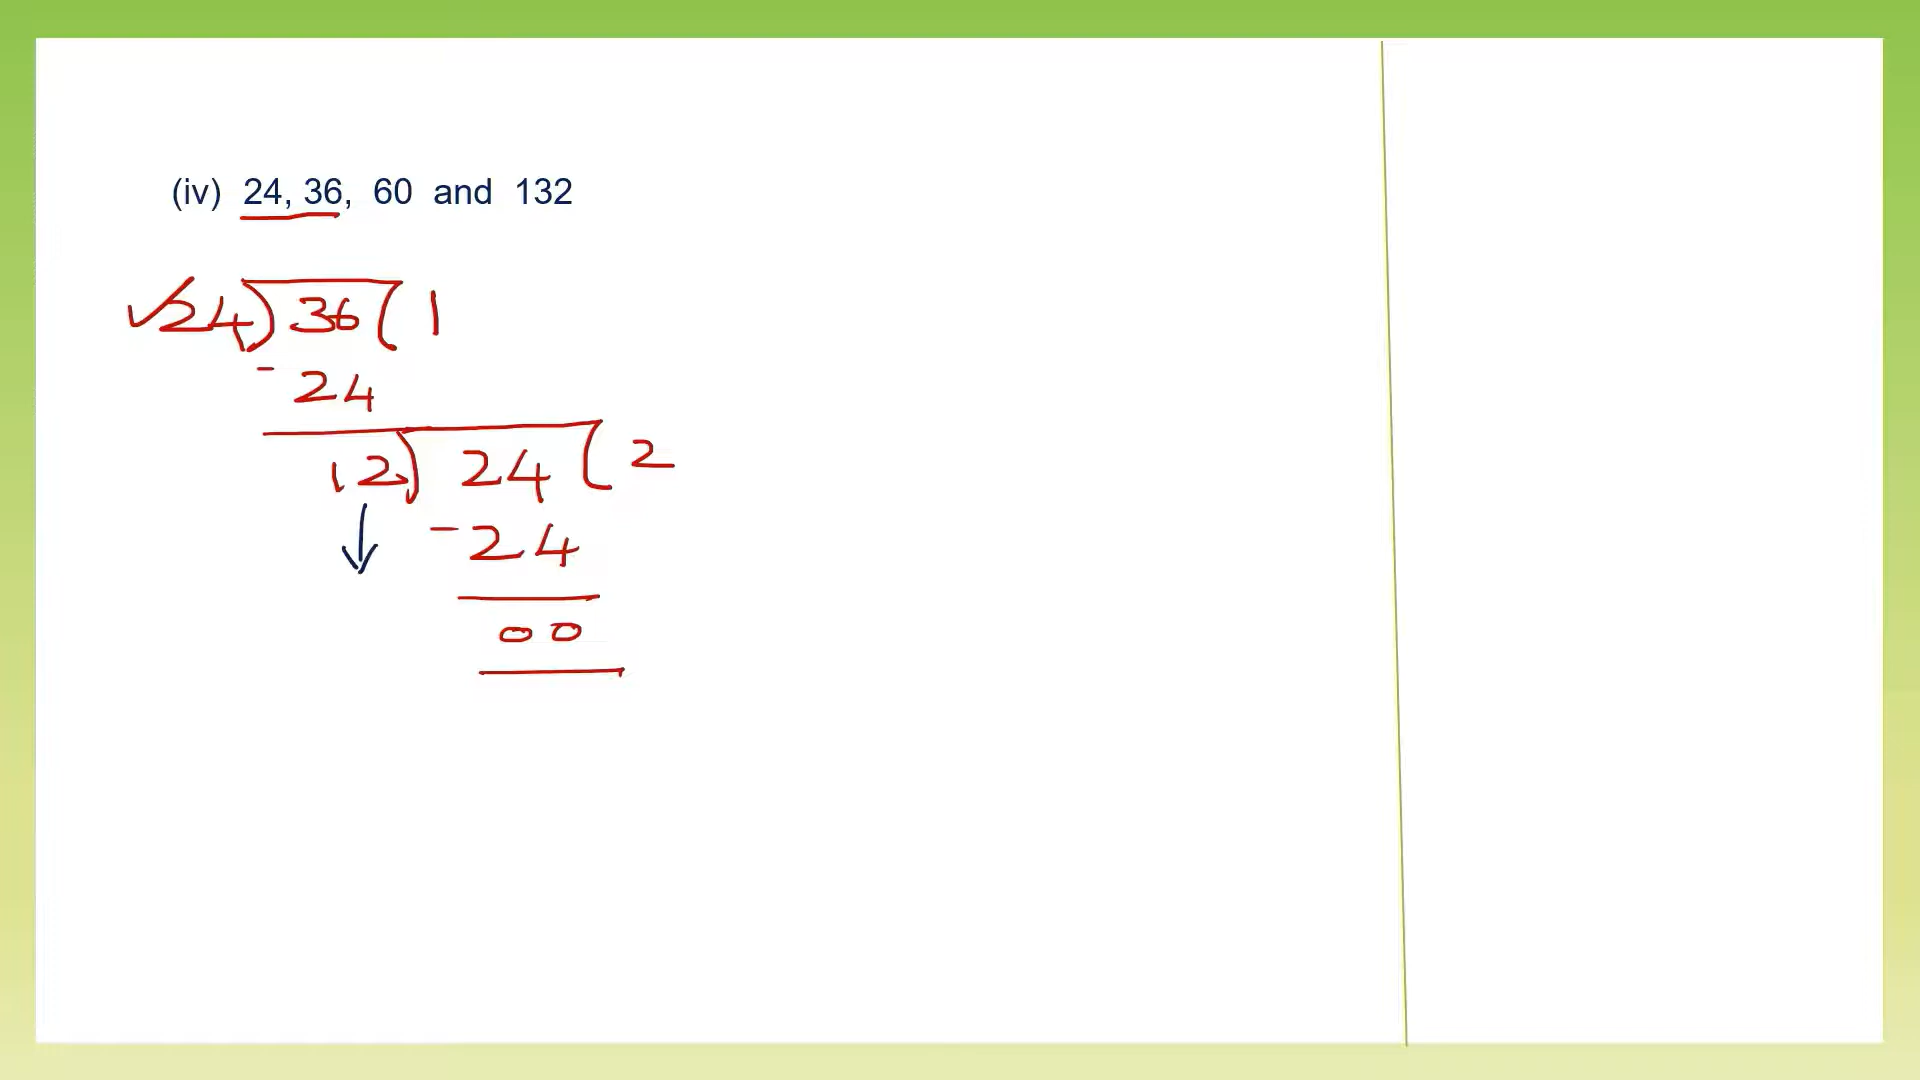 (iv) 24, 36, 60 and 132
24) 36 ( 1
- 24
12) 24 ( 2
- 24
00